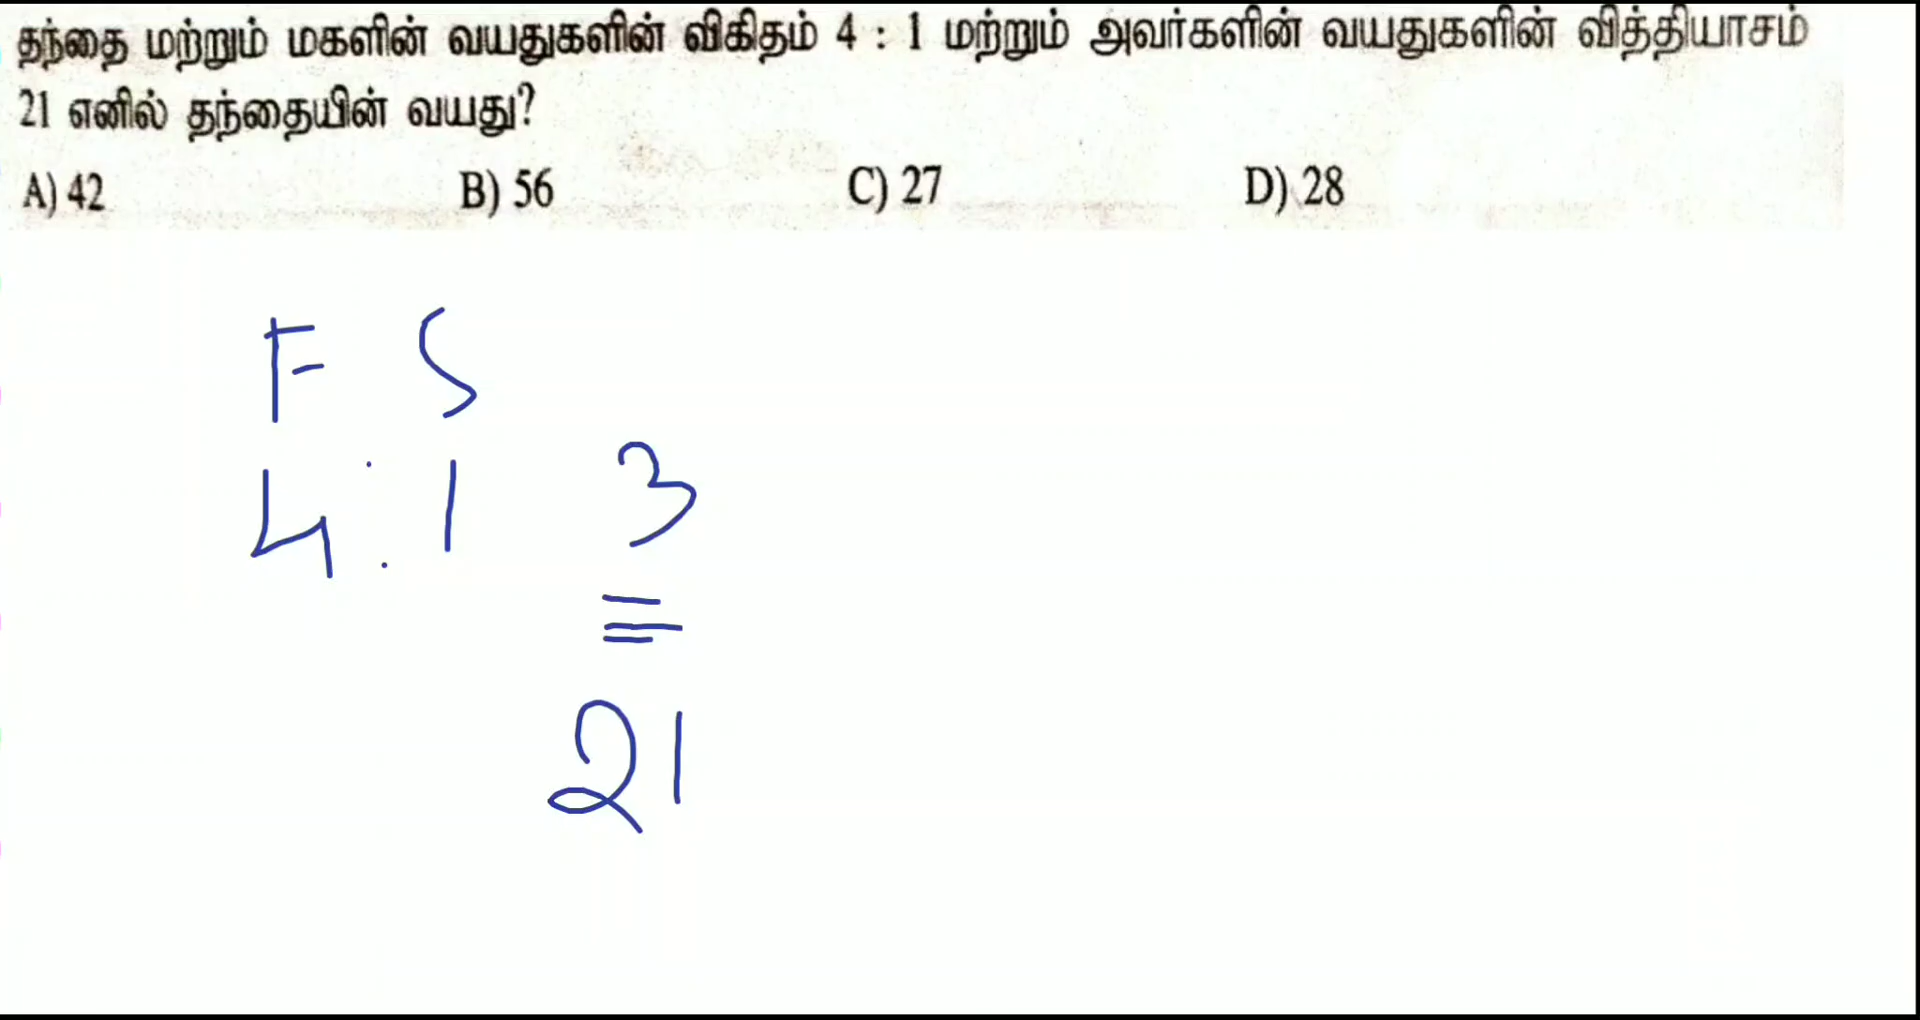 தந்தை மற்றும் மகளின் வயதுகளின் விகிதம் 4 : 1 மற்றும் அவர்களின் வயதுகளின் வித்தியாசம்
21 எனில் தந்தையின் வயது?
A) 42 B) 56 C) 27 D) 28
F S
4 : 1 3
21